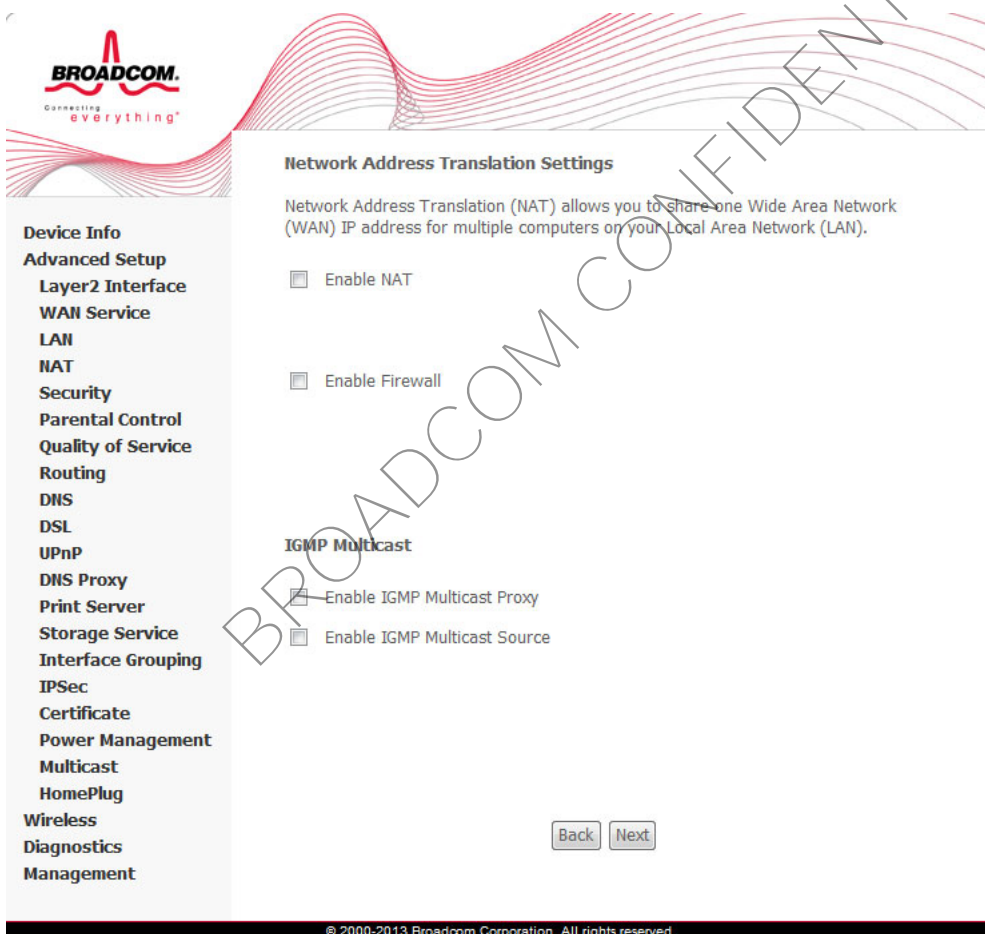 BROADCOM.
Connecting
everything®
Network Address Translation Settings
Network Address Translation (NAT) allows you to share one Wide Area Network
(WAN) IP address for multiple computers on your Local Area Network (LAN).
Enable NAT
Enable Firewall
IGMP Multicast
Enable IGMP Multicast Proxy
Enable IGMP Multicast Source
Back Next
Device Info
Advanced Setup
Layer2 Interface
WAN Service
LAN
NAT
Security
Parental Control
Quality of Service
Routing
DNS
DSL
UPnP
DNS Proxy
Print Server
Storage Service
Interface Grouping
IPSec
Certificate
Power Management
Multicast
HomePlug
Wireless
Diagnostics
Management
BROADCOM CONFIDENT
© 2000-2013 Broadcom Corporation. All rights reserved.